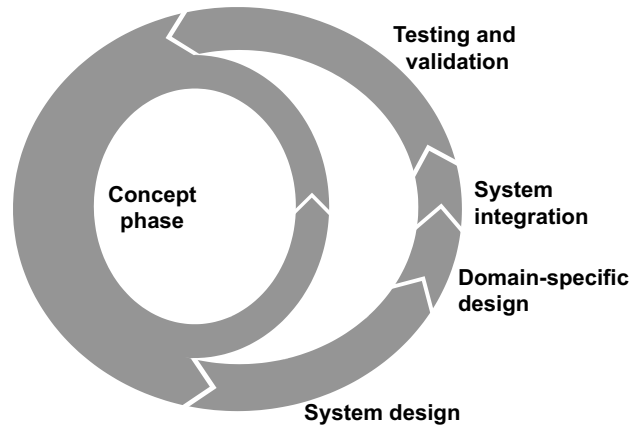 Testing and
validation
Concept
phase
System
integration
Domain-specific
design
System design